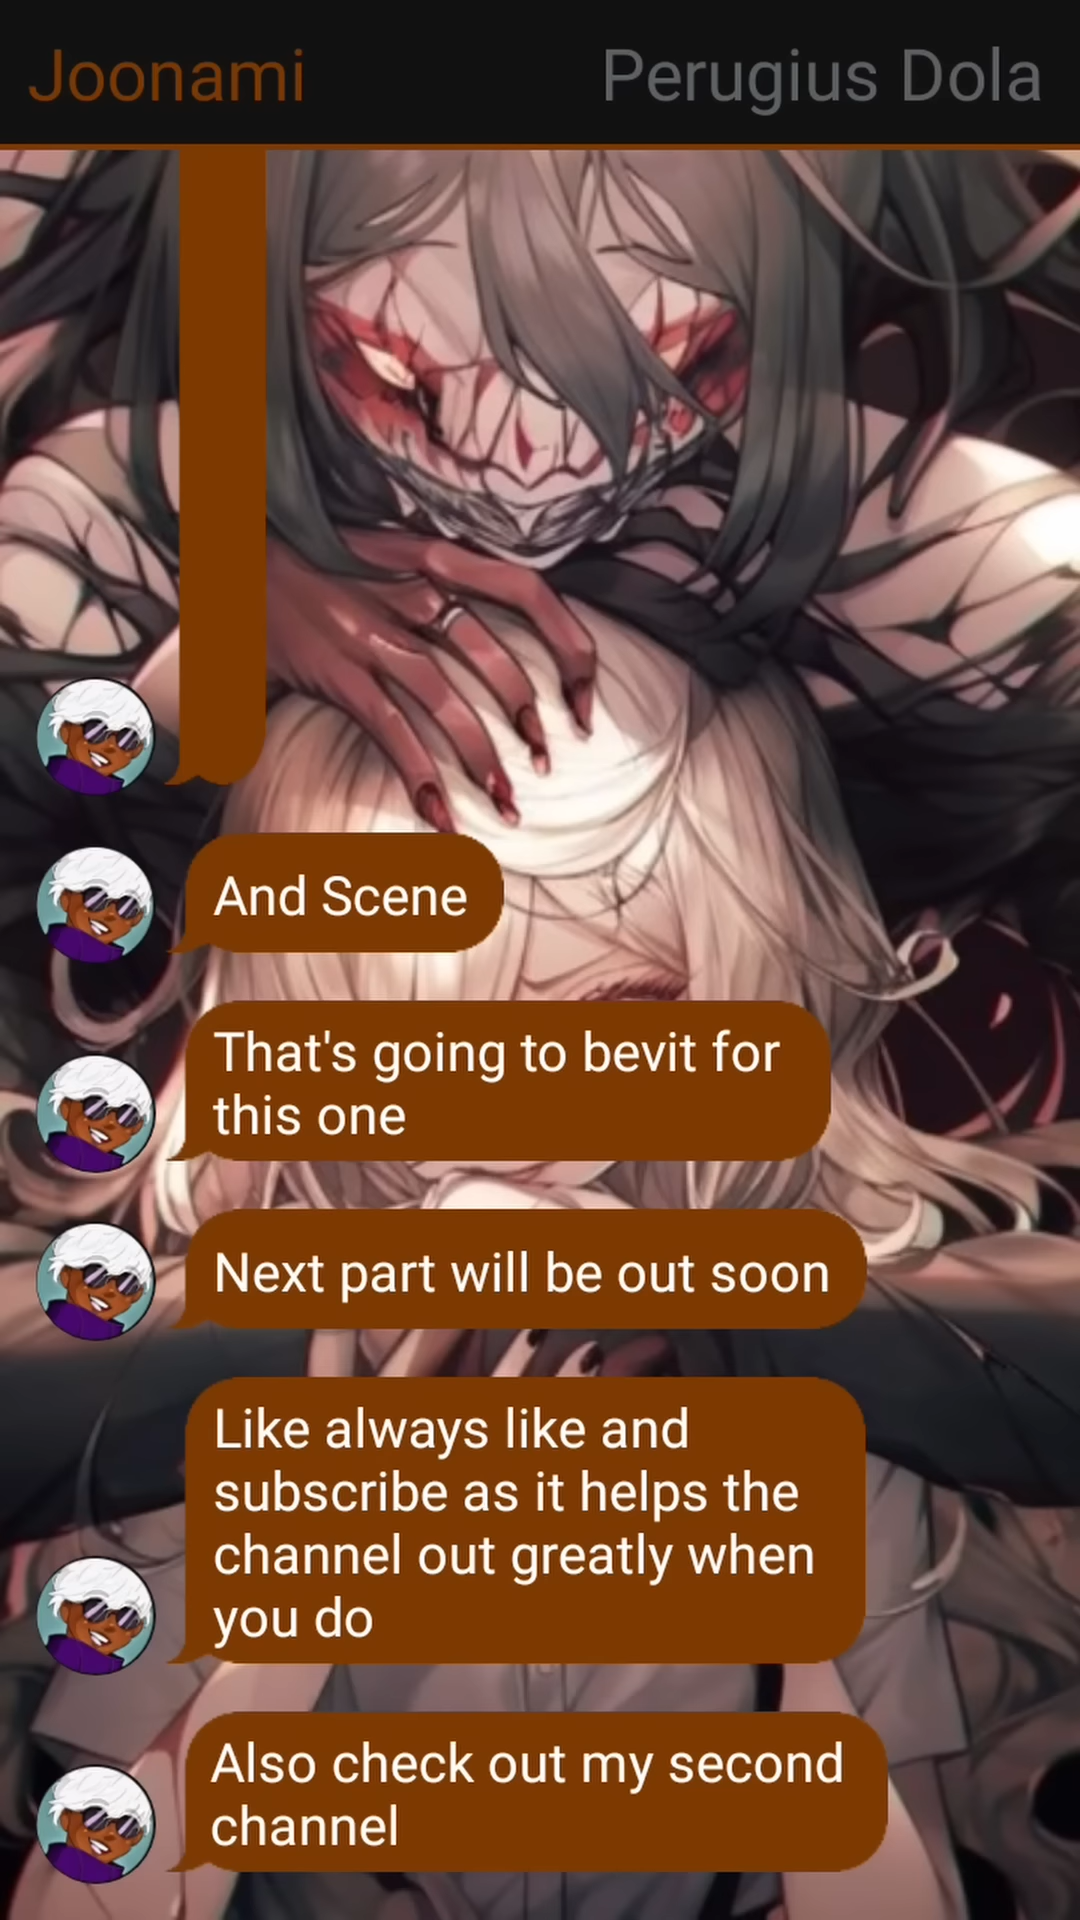 Joonami
Perugius Dola
And Scene
That's going to bevit for
this one
Next part will be out soon
Like always like and
subscribe as it helps the
channel out greatly when
you do
Also check out my second
channel